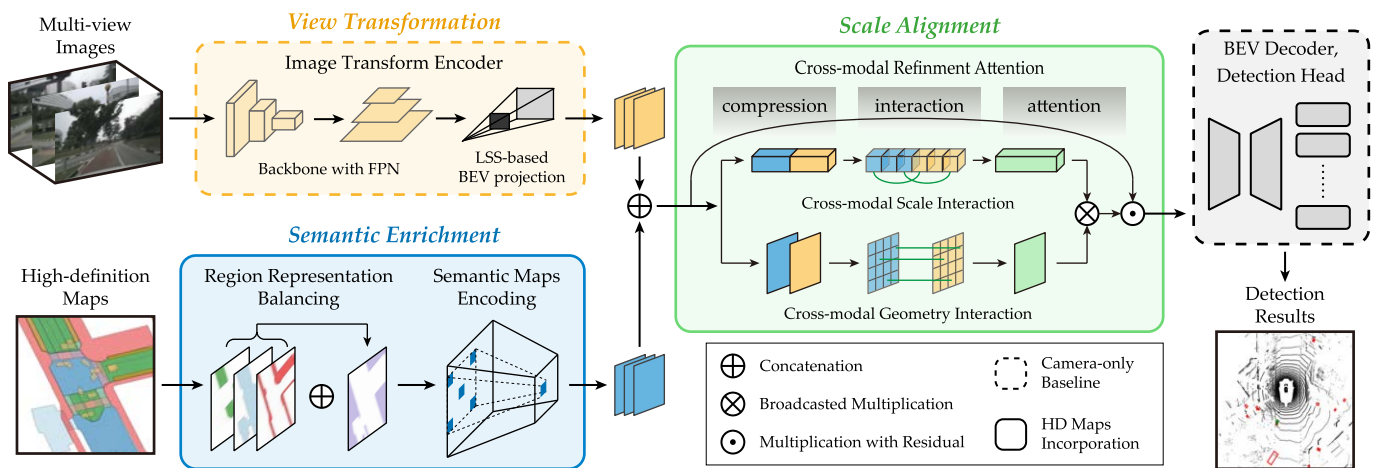 Multi-view
Images
View Transformation
Image Transform Encoder
Backbone with FPN
LSS-based
BEV projection
Semantic Enrichment
High-definition
Maps
Region Representation
Balancing
Semantic Maps
Encoding
Scale Alignment
Cross-modal Refinment Attention
compression
interaction
attention
Cross-modal Scale Interaction
Cross-modal Geometry Interaction
BEV Decoder,
Detection Head
Detection
Results
Concatenation
Broadcasted Multiplication
Multiplication with Residual
Camera-only
Baseline
HD Maps
Incorporation